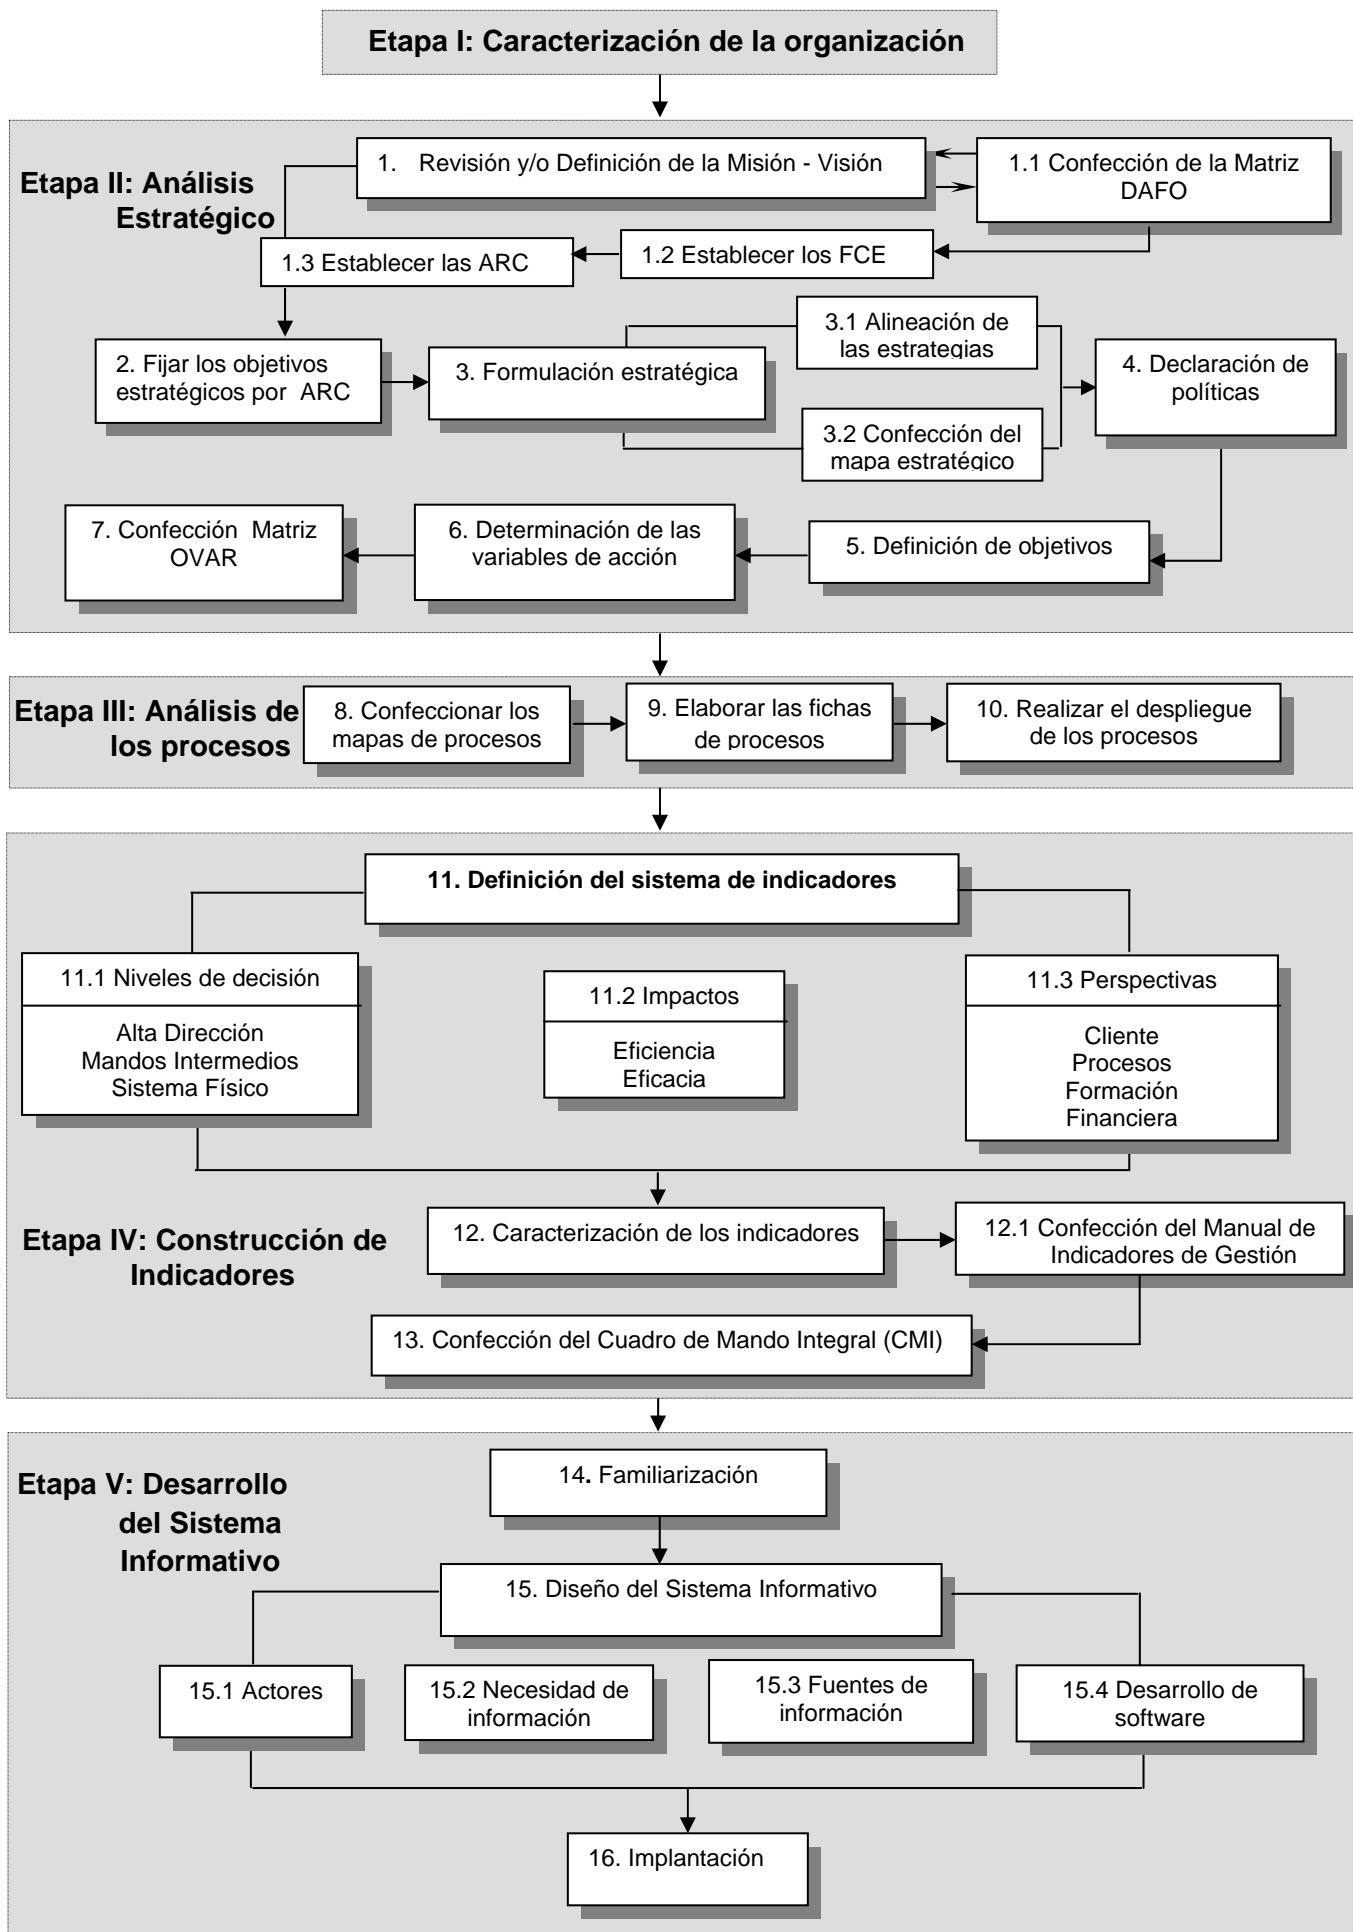 Etapa I: Caracterización de la organización
Etapa II: Análisis
Estratégico
1. Revisión y/o Definición de la Misión - Visión
1.1 Confección de la Matriz
DAFO
1.2 Establecer los FCE
1.3 Establecer las ARC
2. Fijar los objetivos
estratégicos por ARC
3. Formulación estratégica
3.1 Alineación de
las estrategias
3.2 Confección del
mapa estratégico
4. Declaración de
políticas
5. Definición de objetivos
6. Determinación de las
variables de acción
7. Confección Matriz
OVAR
Etapa III: Análisis de
los procesos
8. Confeccionar los
mapas de procesos
9. Elaborar las fichas
de procesos
10. Realizar el despliegue
de los procesos
11. Definición del sistema de indicadores
11.1 Niveles de decisión
Alta Dirección
Mandos Intermedios
Sistema Físico
11.2 Impactos
Eficiencia
Eficacia
11.3 Perspectivas
Cliente
Procesos
Formación
Financiera
Etapa IV: Construcción de
Indicadores
12. Caracterización de los indicadores
12.1 Confección del Manual de
Indicadores de Gestión
13. Confección del Cuadro de Mando Integral (CMI)
Etapa V: Desarrollo
del Sistema
Informativo
14. Familiarización
15. Diseño del Sistema Informativo
15.1 Actores
15.2 Necesidad de
información
15.3 Fuentes de
información
15.4 Desarrollo de
software
16. Implantación